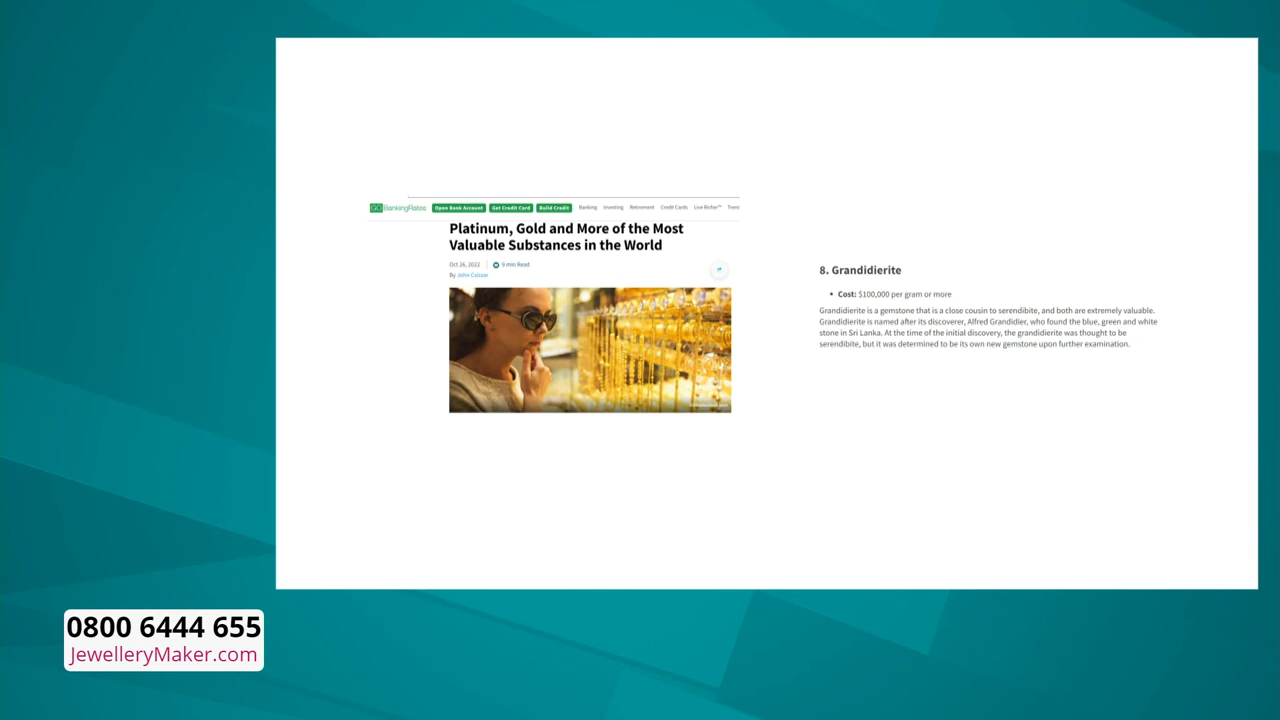 GOBankingRates Open Bank Account Get Credit Card Build Credit Banking Investing Retirement Credit Cards Live Richer™ Trend
Platinum, Gold and More of the Most
Valuable Substances in the World
Oct 26, 2022 9 min Read
By John Csiszar
8. Grandidierite
• Cost: $100,000 per gram or more
Grandidierite is a gemstone that is a close cousin to serendibite, and both are extremely valuable.
Grandidierite is named after its discoverer, Alfred Grandidier, who found the blue, green and white
stone in Sri Lanka. At the time of the initial discovery, the grandidierite was thought to be
serendibite, but it was determined to be its own new gemstone upon further examination.
0800 6444 655
JewelleryMaker.com